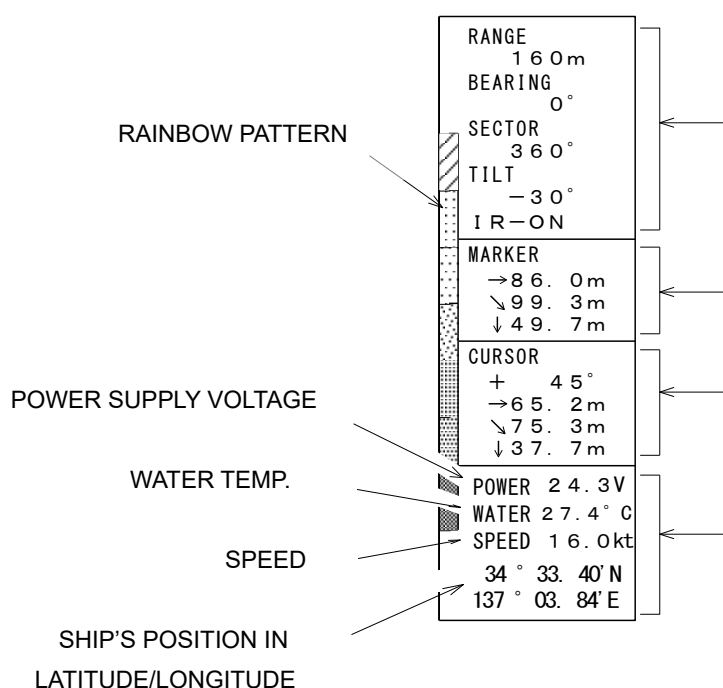 RANGE
160m
BEARING
0°
SECTOR
360°
TILT
-30°
IR-ON
MARKER
→86.0m
↘99.3m
↓49.7m
CURSOR
+ 45°
→65.2m
↘75.3m
↓37.7m
POWER 24.3V
WATER 27.4°C
SPEED 16.0kt
34° 33.40'N
137° 03.84'E
RAINBOW PATTERN
POWER SUPPLY VOLTAGE
WATER TEMP.
SPEED
SHIP'S POSITION IN
LATITUDE/LONGITUDE